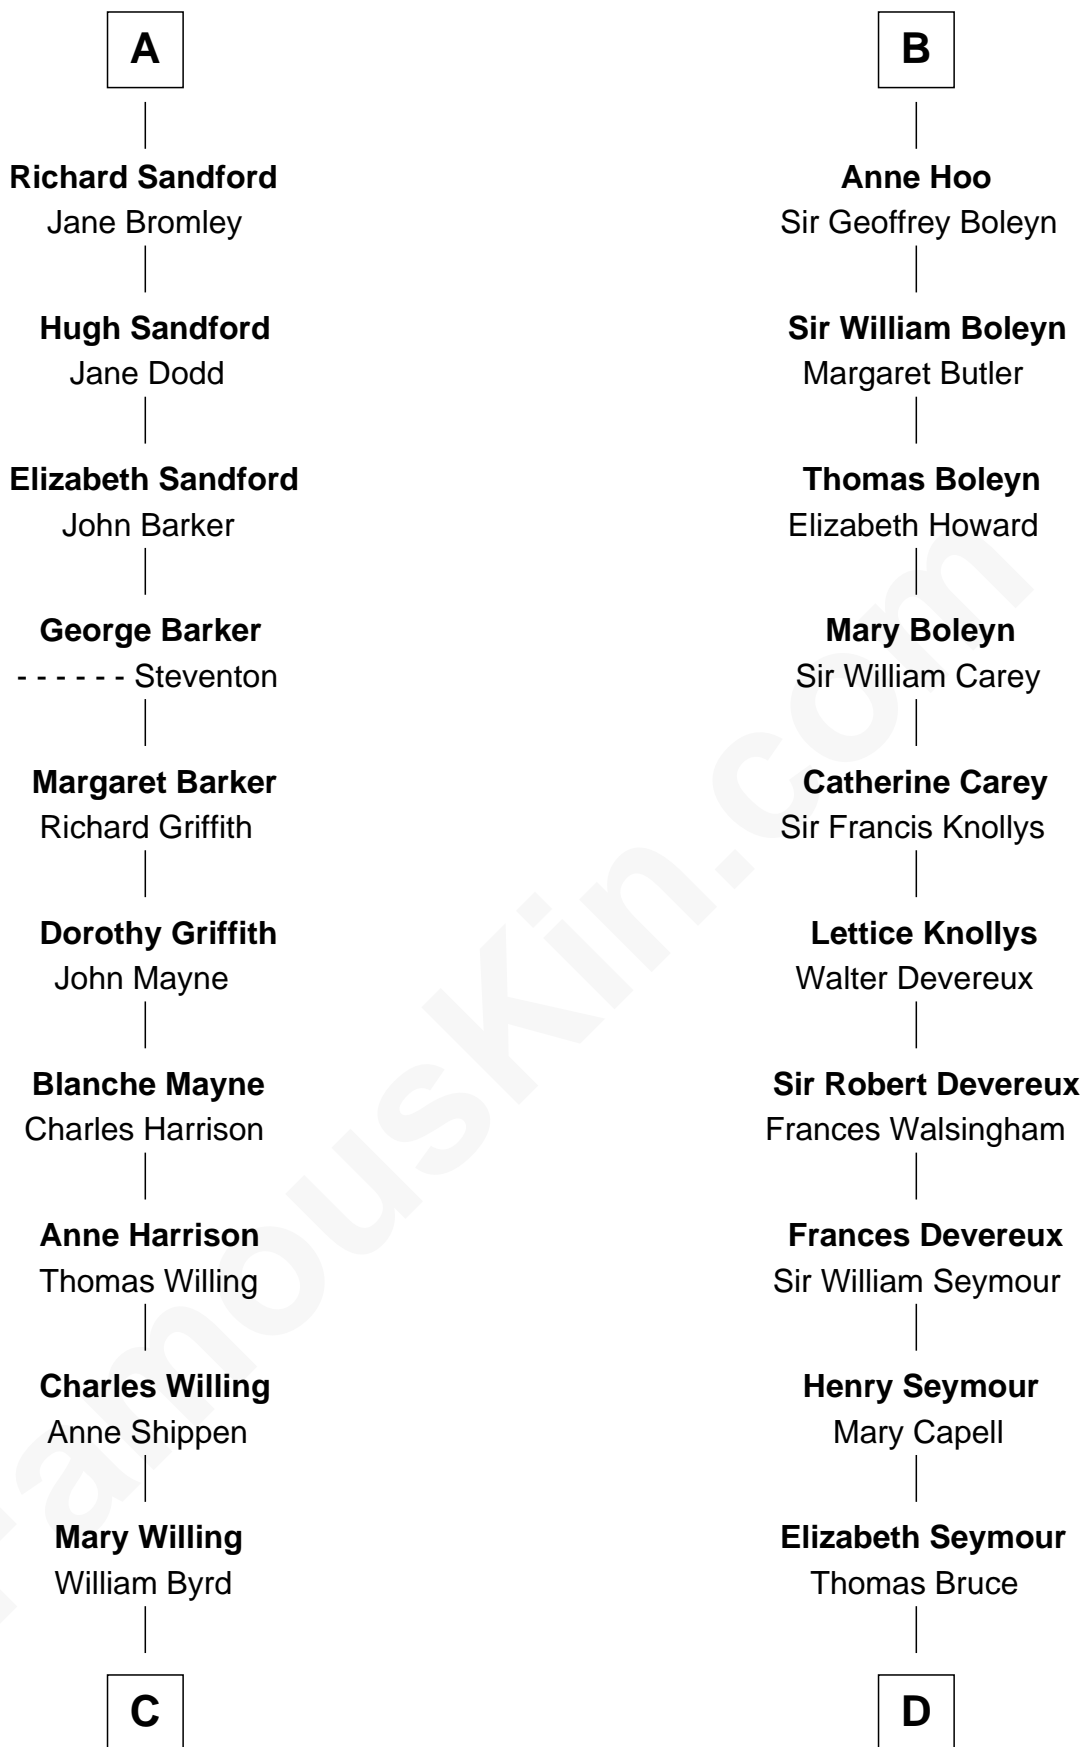 A
Richard Sandford
Jane Bromley
Hugh Sandford
Jane Dodd
Elizabeth Sandford
John Barker
George Barker
- - - - - - Steventon
Margaret Barker
Richard Griffith
Dorothy Griffith
John Mayne
Blanche Mayne
Charles Harrison
Anne Harrison
Thomas Willing
Charles Willing
Anne Shippen
Mary Willing
William Byrd
C
B
Anne Hoo
Sir Geoffrey Boleyn
Sir William Boleyn
Margaret Butler
Thomas Boleyn
Elizabeth Howard
Mary Boleyn
Sir William Carey
Catherine Carey
Sir Francis Knollys
Lettice Knollys
Walter Devereux
Sir Robert Devereux
Frances Walsingham
Frances Devereux
Sir William Seymour
Henry Seymour
Mary Capell
Elizabeth Seymour
Thomas Bruce
D
FamousKin.com